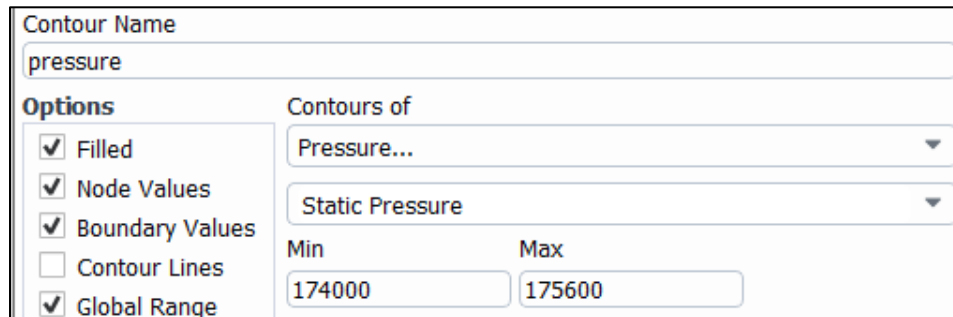 Contour Name
pressure
Options
Filled
Node Values
Boundary Values
Contour Lines
Global Range
Contours of
Pressure...
Static Pressure
Min Max
174000 175600